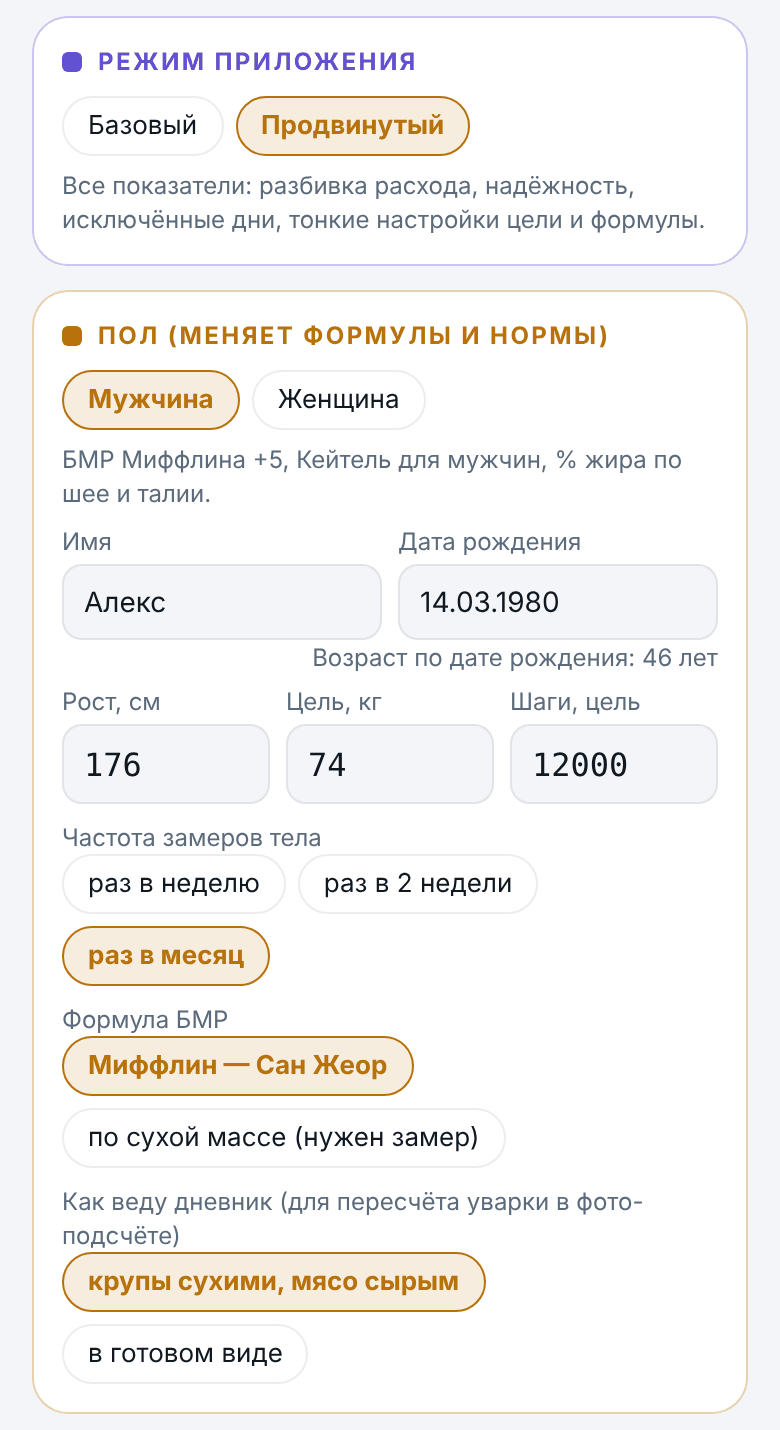 РЕЖИМ ПРИЛОЖЕНИЯ
Базовый Продвинутый
Все показатели: разбивка расхода, надёжность,
исключённые дни, тонкие настройки цели и формулы.
ПОЛ (МЕНЯЕТ ФОРМУЛЫ И НОРМЫ)
Мужчина Женщина
БМР Миффлина +5, Кейтель для мужчин, % жира по
шее и талии.
Имя Дата рождения
Алекс 14.03.1980
Возраст по дате рождения: 46 лет
Рост, см Цель, кг Шаги, цель
176 74 12000
Частота замеров тела
раз в неделю раз в 2 недели
раз в месяц
Формула БМР
Миффлин — Сан Жеор
по сухой массе (нужен замер)
Как веду дневник (для пересчёта уварки в фото-
подсчёте)
крупы сухими, мясо сырым
в готовом виде